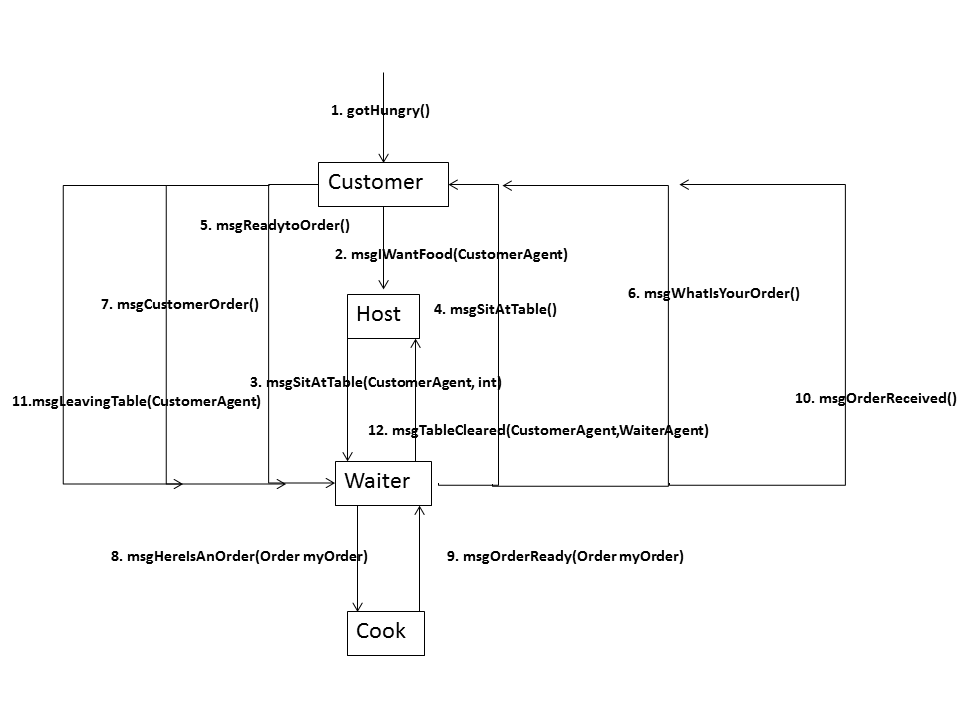 1. gotHungry()
Customer
5. msgReadytoOrder()
2. msgIWantFood(CustomerAgent)
6. msgWhatIsYourOrder()
7. msgCustomerOrder()
Host
4. msgSitAtTable()
3. msgSitAtTable(CustomerAgent, int)
11.msgLeavingTable(CustomerAgent)
10. msgOrderReceived()
12. msgTableCleared(CustomerAgent,WaiterAgent)
Waiter
8. msgHereIsAnOrder(Order myOrder)
9. msgOrderReady(Order myOrder)
Cook